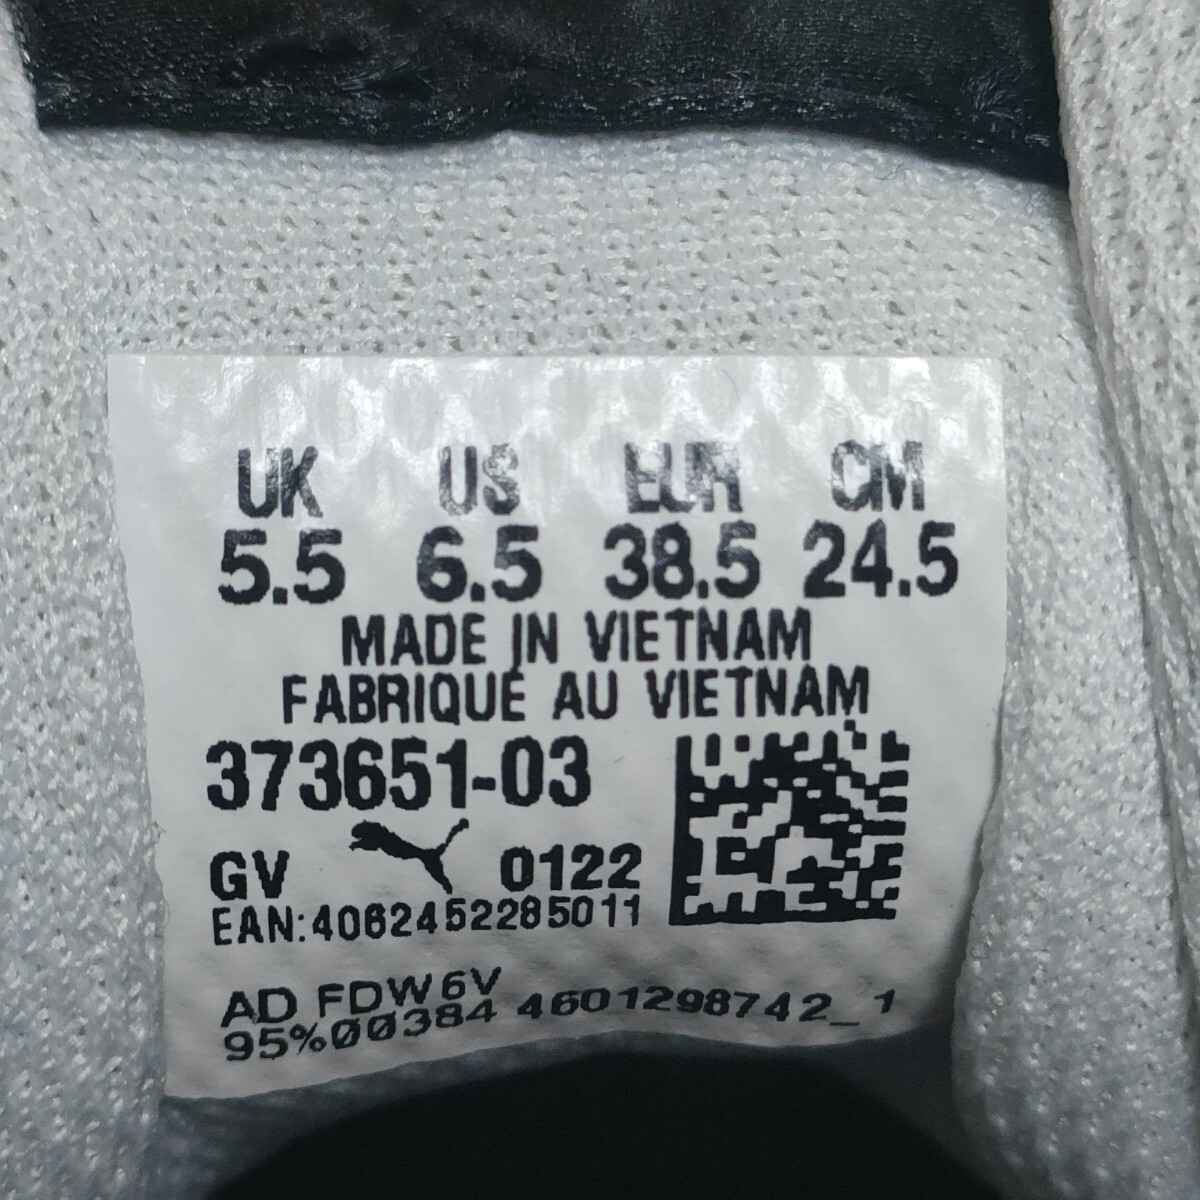 UK US EUR CM
5.5 6.5 38.5 24.5
MADE IN VIETNAM
FABRIQUE AU VIETNAM
373651-03
GV 0122
EAN:4062452285011
AD FDW6V
95%00384 4601298742_1